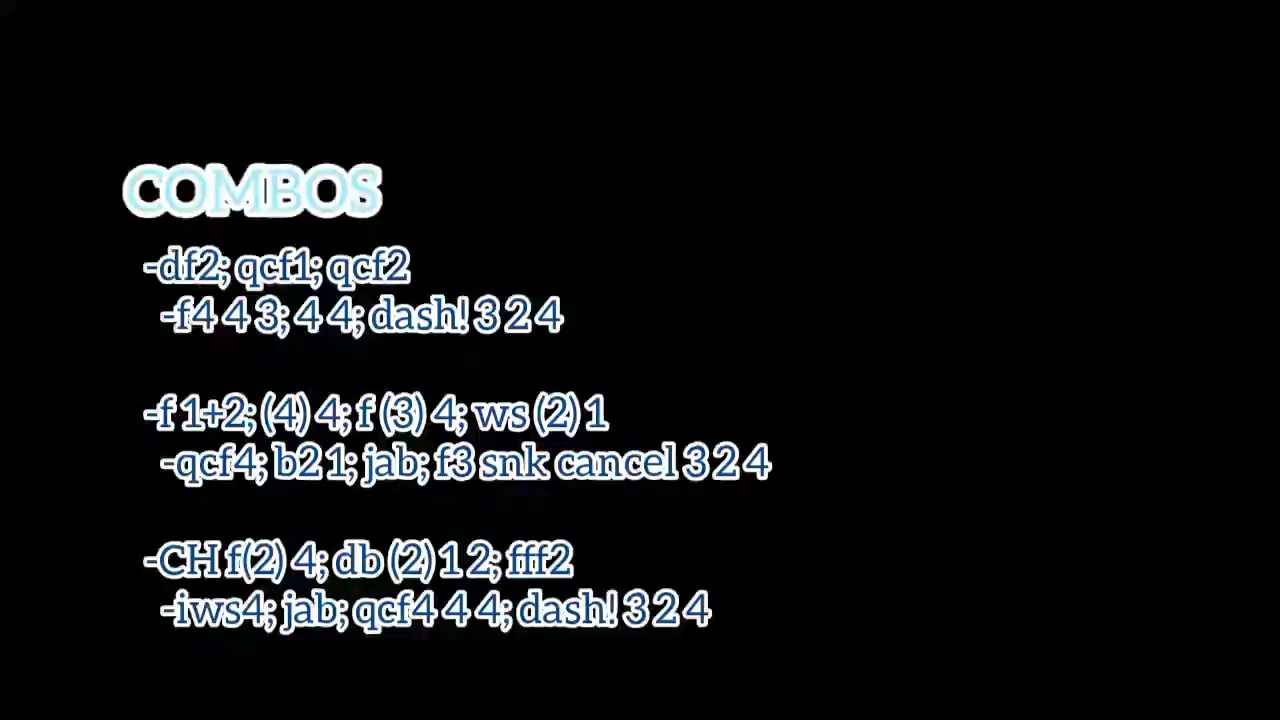 COMBOS
-df2; qcf1; qcf2
-f4 4 3; 4 4; dash! 3 2 4
-f 1+2; (4) 4; f (3) 4; ws (2) 1
-qcf4; b2 1; jab; f3 snk cancel 3 2 4
-CH f(2) 4; db (2) 1 2; fff2
-iws4; jab; qcf4 4 4; dash! 3 2 4